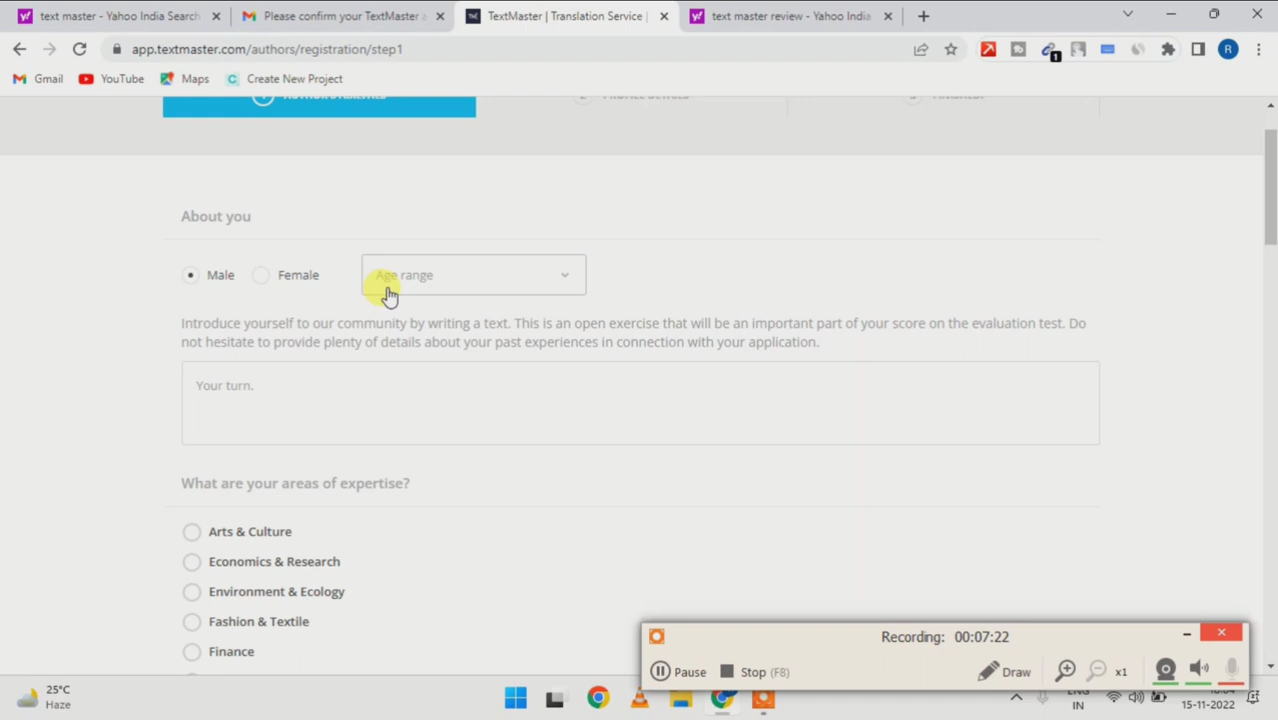 text master - Yahoo India Search
Please confirm your TextMaster a
TextMaster | Translation Service |
text master review - Yahoo India
app.textmaster.com/authors/registration/step1
1
R
Gmail
YouTube
Maps
Create New Project
About you
Male
Female
Age range
Introduce yourself to our community by writing a text. This is an open exercise that will be an important part of your score on the evaluation test. Do
not hesitate to provide plenty of details about your past experiences in connection with your application.
Your turn.
What are your areas of expertise?
Arts & Culture
Economics & Research
Environment & Ecology
Fashion & Textile
Finance
Recording: 00:07:22
Pause
Stop (F8)
Draw
x1
25°C
Haze
ENG
IN
15-11-2022